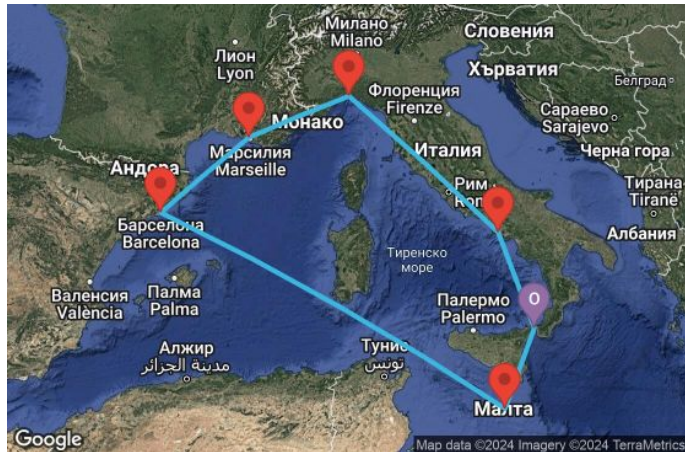 Милано
Milano
Словения
Лион
Lyon
Хърватия
Белград
Флоренция
Firenze
Монако
Сараево
Sarajevo
Марсилия
Marseille
Италия
Черна гора
Андора
Рим
Тирана
Tiranë
Барселона
Barcelona
Албания
Тиренско
море
O
Валенсия
València
Палма
Palma
Палермо
Palermo
Алжир
مدينة الجزائر
Тунис
تونس
Малта
Google
Map data ©2024 Imagery ©2024 TerraMetrics